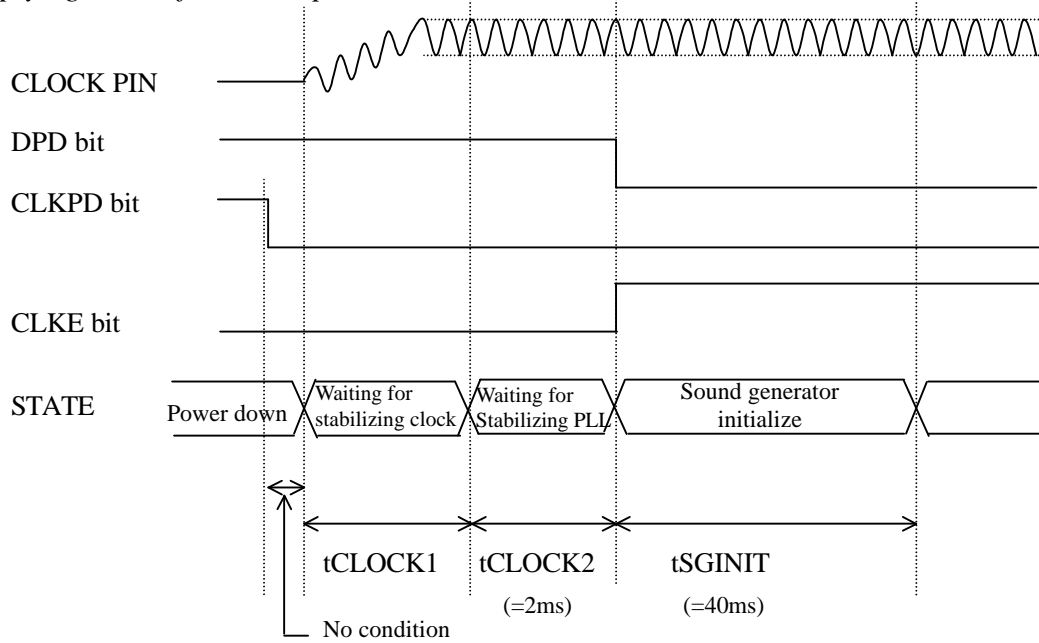 CLOCK PIN
DPD bit
CLKPD bit
CLKE bit
STATE
Power down
Waiting for
stabilizing clock
Waiting for
Stabilizing PLL
Sound generator
initialize
tCLOCK1
tCLOCK2
tSGINIT
(=2ms)
(=40ms)
No condition